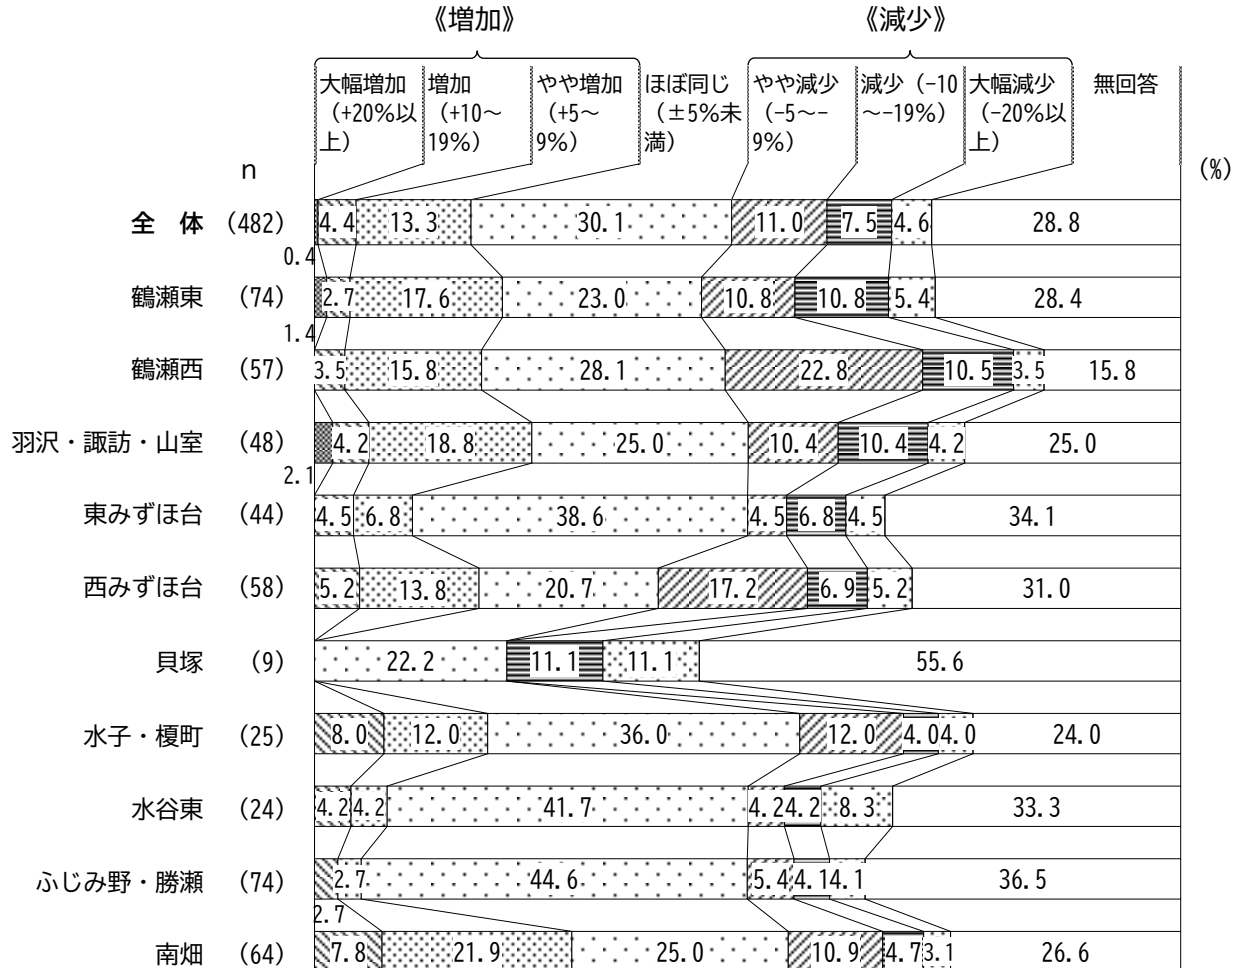 《増加》 《減少》
大幅増加 増加 やや増加 ほぼ同じ やや減少 減少（-10 大幅減少 無回答
（+20%以 （+10～ （+5～ （±5%未 （-5～- ～-19%） （-20%以
上） 19%） 9%） 満） 9%） 上）
n (%)
全　体 (482) 4.4 13.3 30.1 11.0 7.5 4.6 28.8
0.4
鶴瀬東 (74) 2.7 17.6 23.0 10.8 10.8 5.4 28.4
1.4
鶴瀬西 (57) 3.5 15.8 28.1 22.8 10.5 3.5 15.8
羽沢・諏訪・山室 (48) 4.2 18.8 25.0 10.4 10.4 4.2 25.0
2.1
東みずほ台 (44) 4.5 6.8 38.6 4.5 6.8 4.5 34.1
西みずほ台 (58) 5.2 13.8 20.7 17.2 6.9 5.2 31.0
貝塚 (9) 22.2 11.1 11.1 55.6
水子・榎町 (25) 8.0 12.0 36.0 12.0 4.0 4.0 24.0
水谷東 (24) 4.2 4.2 41.7 4.2 4.2 8.3 33.3
ふじみ野・勝瀬 (74) 2.7 44.6 5.4 4.1 4.1 36.5
2.7
南畑 (64) 7.8 21.9 25.0 10.9 4.7 3.1 26.6